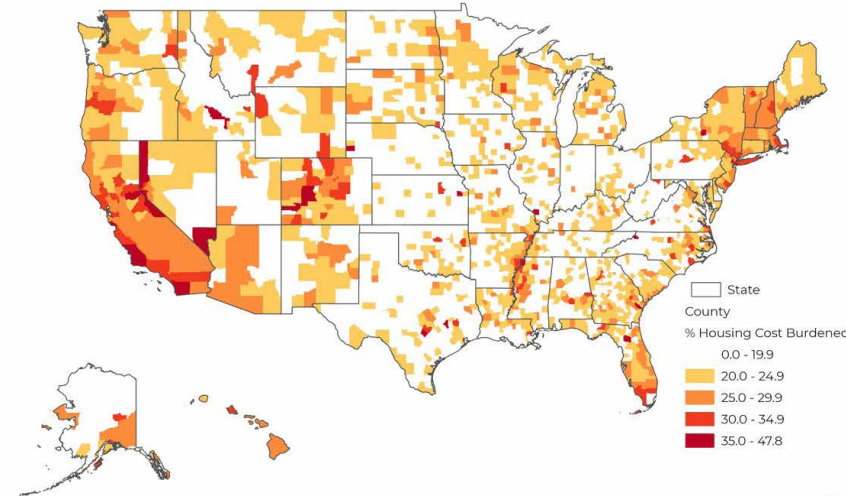 State
County
% Housing Cost Burdened
0.0 - 19.9
20.0 - 24.9
25.0 - 29.9
30.0 - 34.9
35.0 - 47.8